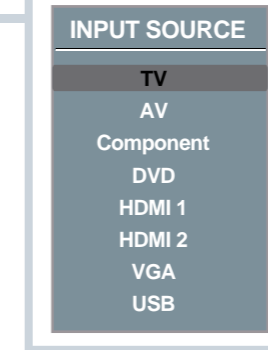 INPUT SOURCE
TV
AV
Component
DVD
HDMI 1
HDMI 2
VGA
USB